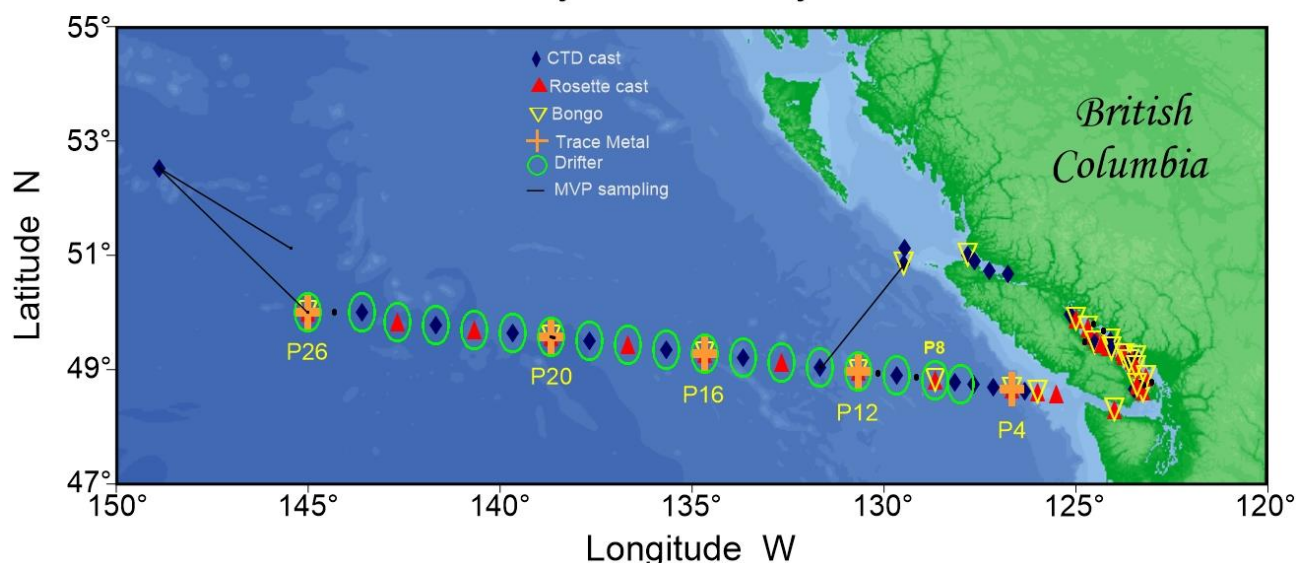 55°
53°
51°
49°
47°
Latitude N
CTD cast
Rosette cast
Bongo
Trace Metal
Drifter
MVP sampling
British
Columbia
P26
P20
P16
P12
P8
P4
150°
145°
140°
135°
130°
125°
120°
Longitude W